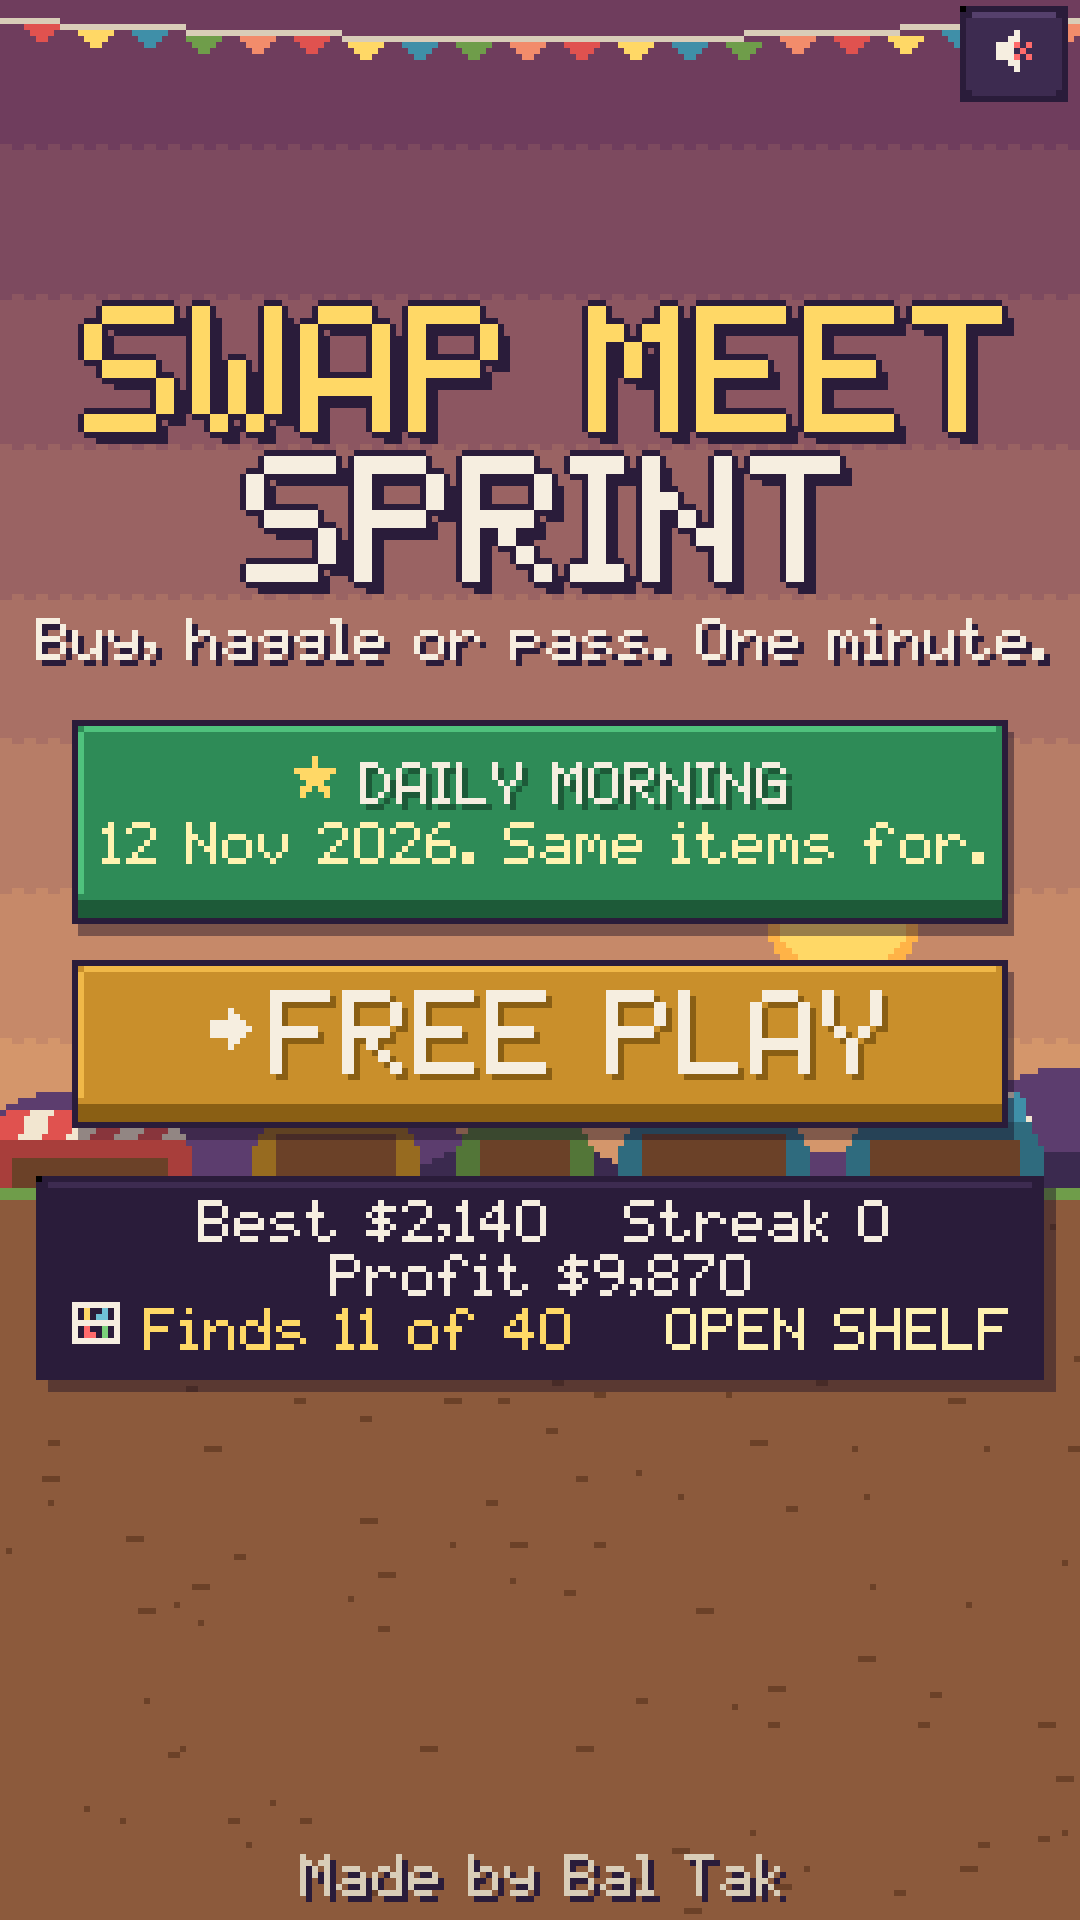 SWAP MEET
SPRINT
Buy, haggle or pass. One minute.
DAILY MORNING
12 Nov 2026. Same items for.
FREE PLAY
Best $2,140 Streak 0
Profit $9,870
Finds 11 of 40 OPEN SHELF
Made by Bal Tak